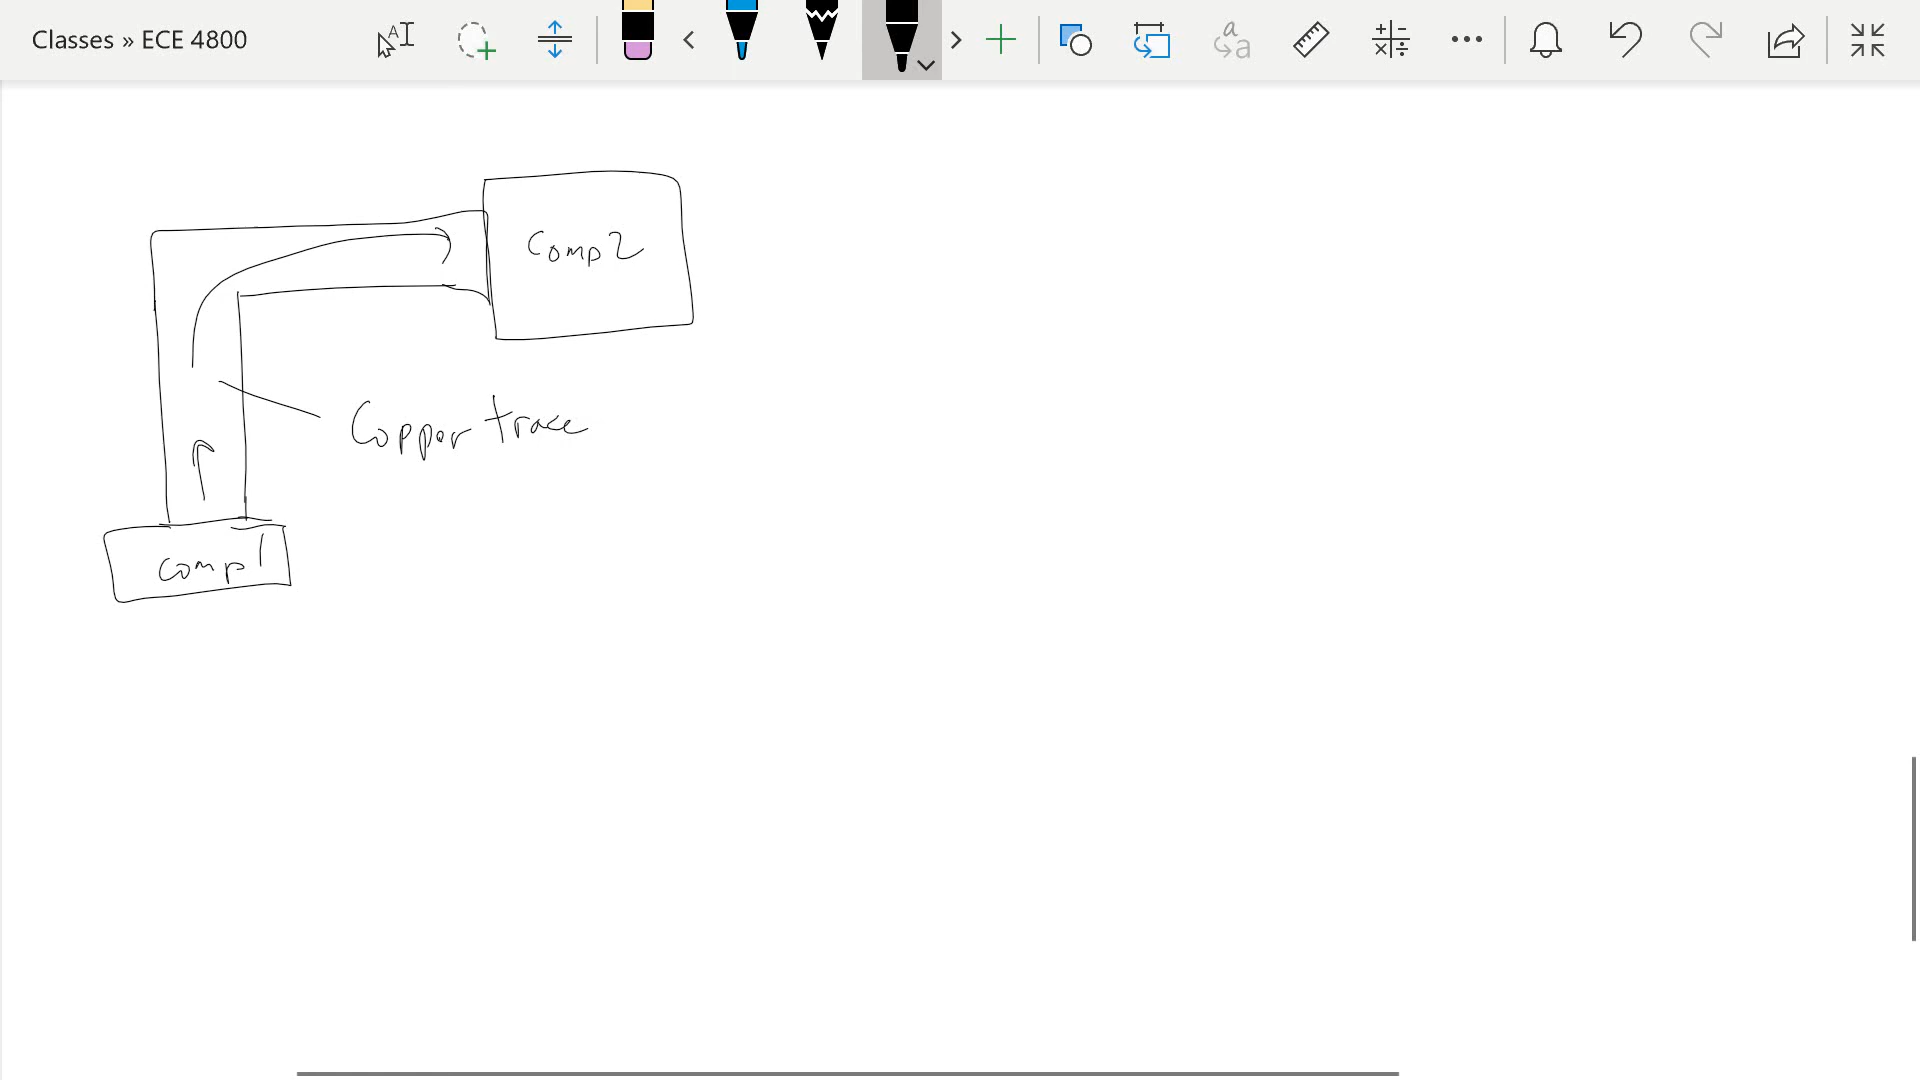 Classes » ECE 4800
Comp 2
Copper trace
comp 1